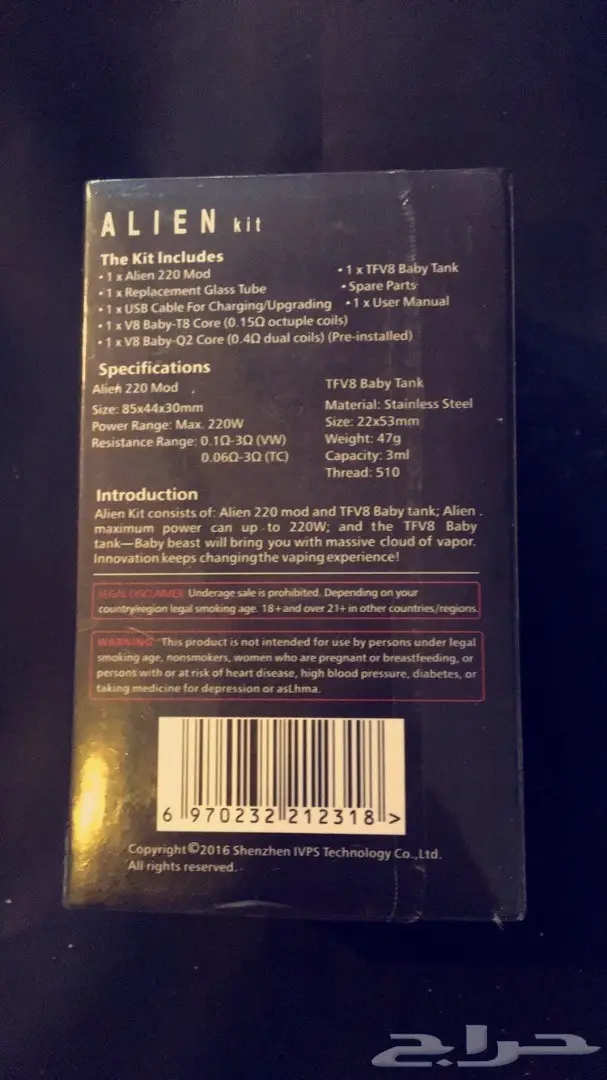 ALIEN kit
The Kit Includes
• 1 x Alien 220 Mod
• 1 x TFV8 Baby Tank
• 1 x Replacement Glass Tube
• Spare Parts
• 1 x USB Cable For Charging/Upgrading
• 1 x User Manual
• 1 x V8 Baby-T8 Core (0.15Ω octuple coils)
• 1 x V8 Baby-Q2 Core (0.4Ω dual coils) (Pre-installed)
Specifications
Alien 220 Mod
Size: 85x44x30mm
Power Range: Max. 220W
Resistance Range: 0.1Ω-3Ω (VW)
0.06Ω-3Ω (TC)
TFV8 Baby Tank
Material: Stainless Steel
Size: 22x53mm
Weight: 47g
Capacity: 3ml
Thread: 510
Introduction
Alien Kit consists of: Alien 220 mod and TFV8 Baby tank; Alien
maximum power can up to 220W; and the TFV8 Baby
tank—Baby beast will bring you with massive cloud of vapor.
Innovation keeps changing the vaping experience!
LEGAL DISCLAIMER: Underage sale is prohibited. Depending on your
country/region legal smoking age. 18+and over 21+ in other countries/regions.
WARNING: This product is not intended for use by persons under legal
smoking age, nonsmokers, women who are pregnant or breastfeeding, or
persons with or at risk of heart disease, high blood pressure, diabetes, or
taking medicine for depression or asLhma.
6 970232 212318 >
Copyright©2016 Shenzhen IVPS Technology Co.,Ltd.
All rights reserved.
حراج